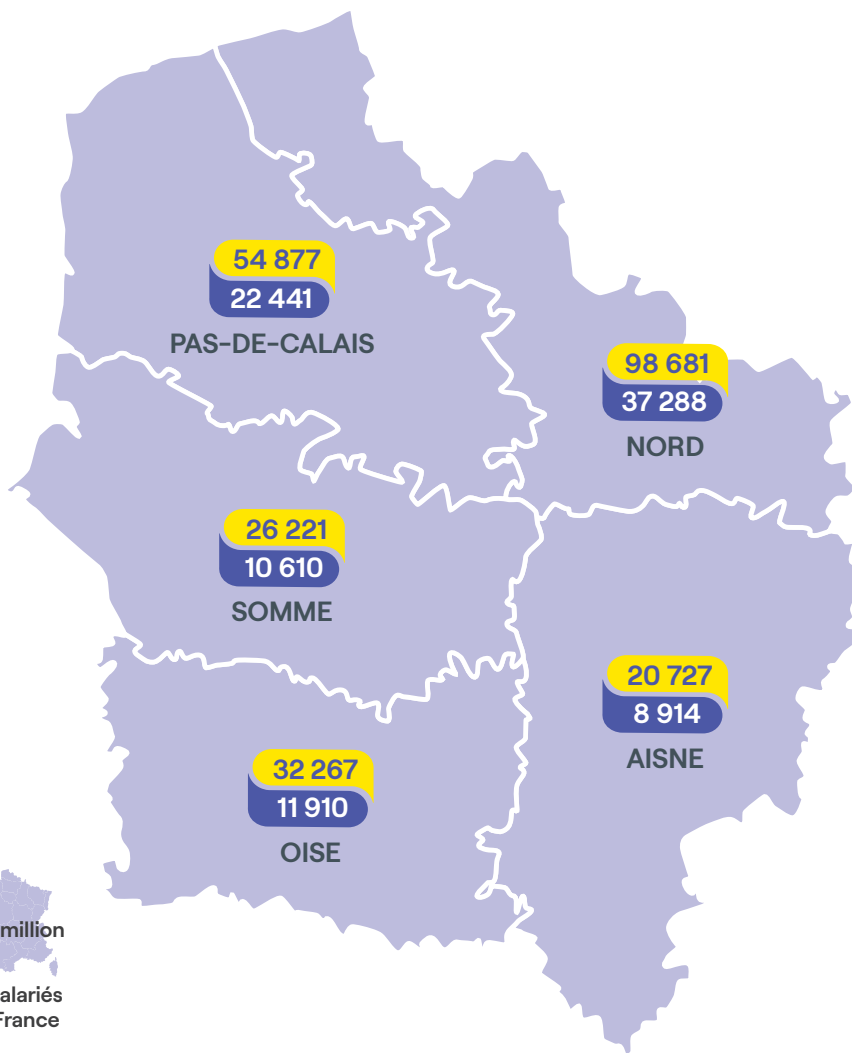 54 877
22 441
PAS-DE-CALAIS
98 681
37 288
NORD
26 221
10 610
SOMME
20 727
8 914
AISNE
32 267
11 910
OISE
million
alariés
France